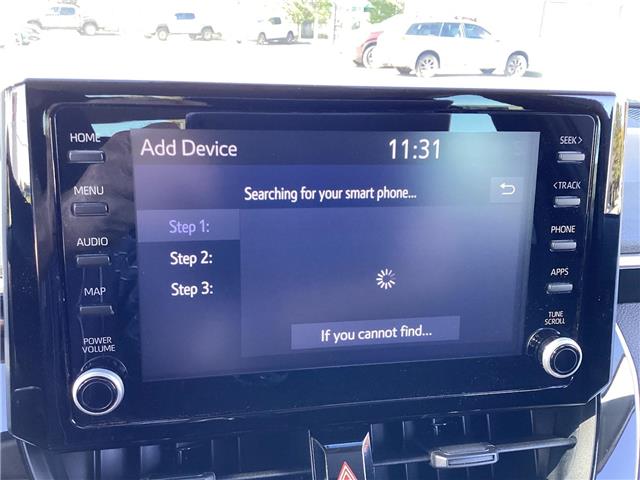 HOME
MENU
AUDIO
MAP
POWER
VOLUME
Add Device 11:31
Searching for your smart phone...
Step 1:
Step 2:
Step 3:
If you cannot find...
SEEK >
< TRACK
PHONE
APPS
TUNE
SCROLL